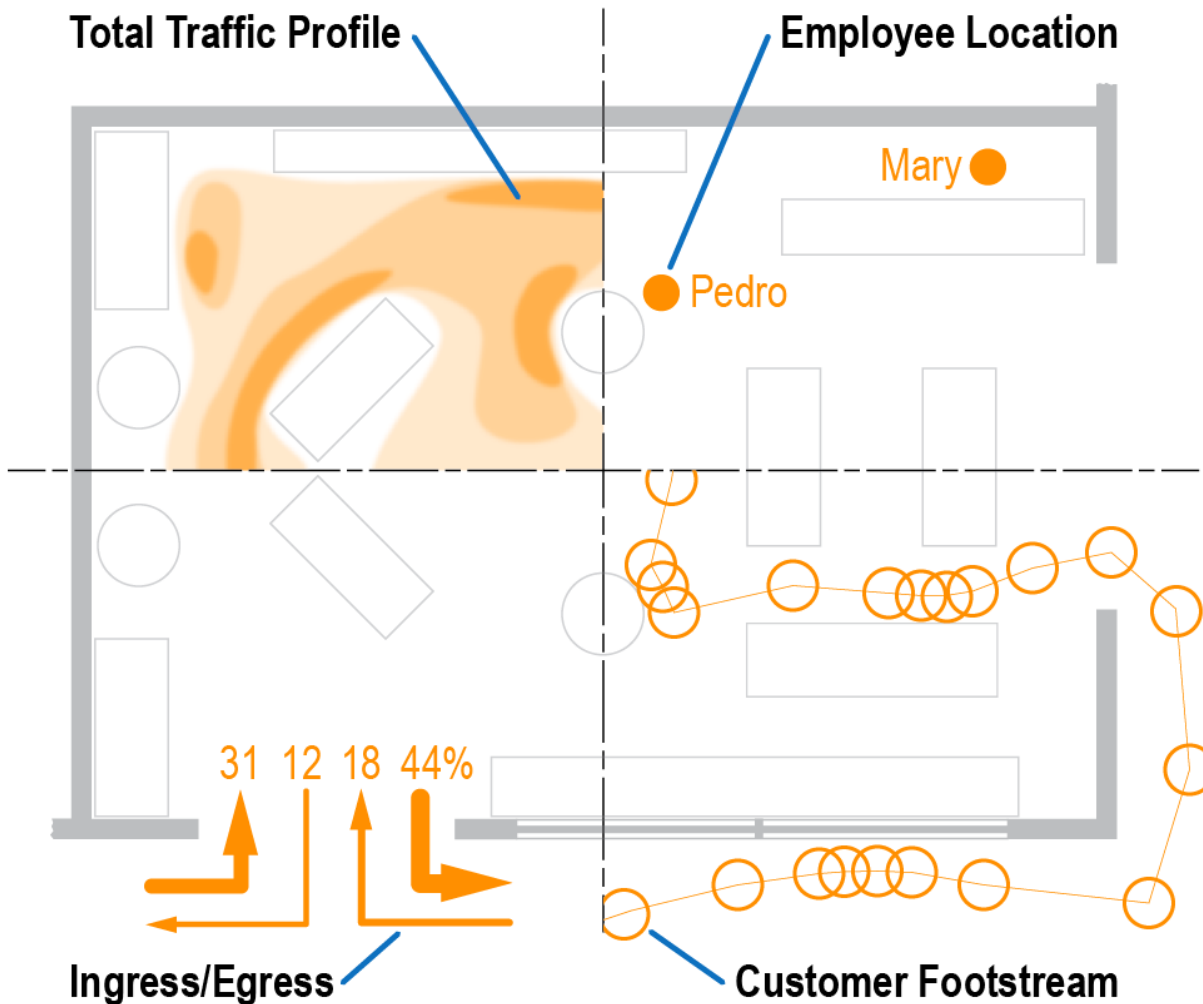 Total Traffic Profile
Employee Location
Mary
Pedro
31 12 18 44%
Ingress/Egress
Customer Footstream